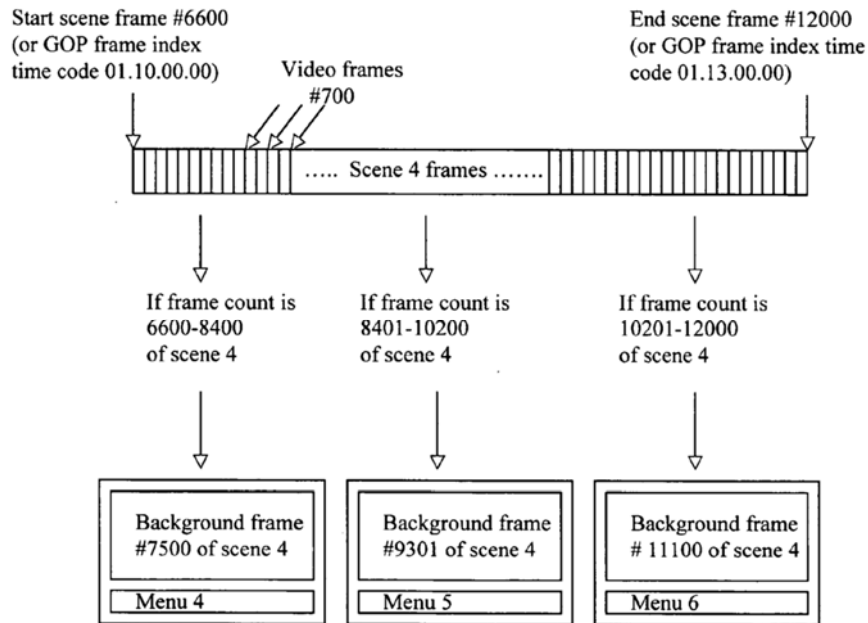 Start scene frame #6600
(or GOP frame index
time code 01.10.00.00)
Video frames
#700
End scene frame #12000
(or GOP frame index time
code 01.13.00.00)
..... Scene 4 frames .......
If frame count is
6600-8400
of scene 4
If frame count is
8401-10200
of scene 4
If frame count is
10201-12000
of scene 4
Background frame
#7500 of scene 4
Menu 4
Background frame
#9301 of scene 4
Menu 5
Background frame
# 11100 of scene 4
Menu 6